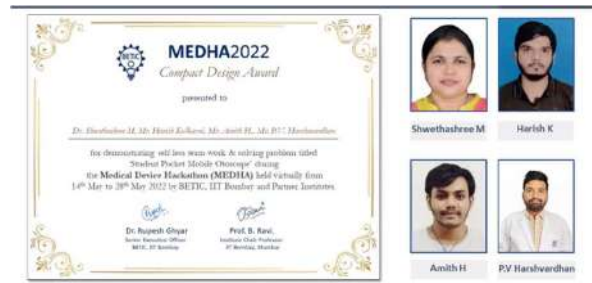 BETIC
MEDHA2022
Compact Design Award
presented to
Dr. Shwethashree M, Mr. Harish Kulkarni, Mr. Amith H., Mr. P.V. Harshvardhan
for demonstrating self less team work & solving problem titled
'Student Pocket Mobile Otoscope' during
the Medical Device Hackathon (MEDHA) held virtually from
14th May to 28th May 2022 by BETIC, IIT Bombay and Partner Institutes
Dr. Rupesh Ghyar
Senior Executive Officer
BETIC, IIT Bombay
Prof. B. Ravi,
Institute Chair Professor
IIT Bombay, Mumbai
Shwethashree M
Harish K
Amith H
P.V Harshvardhan